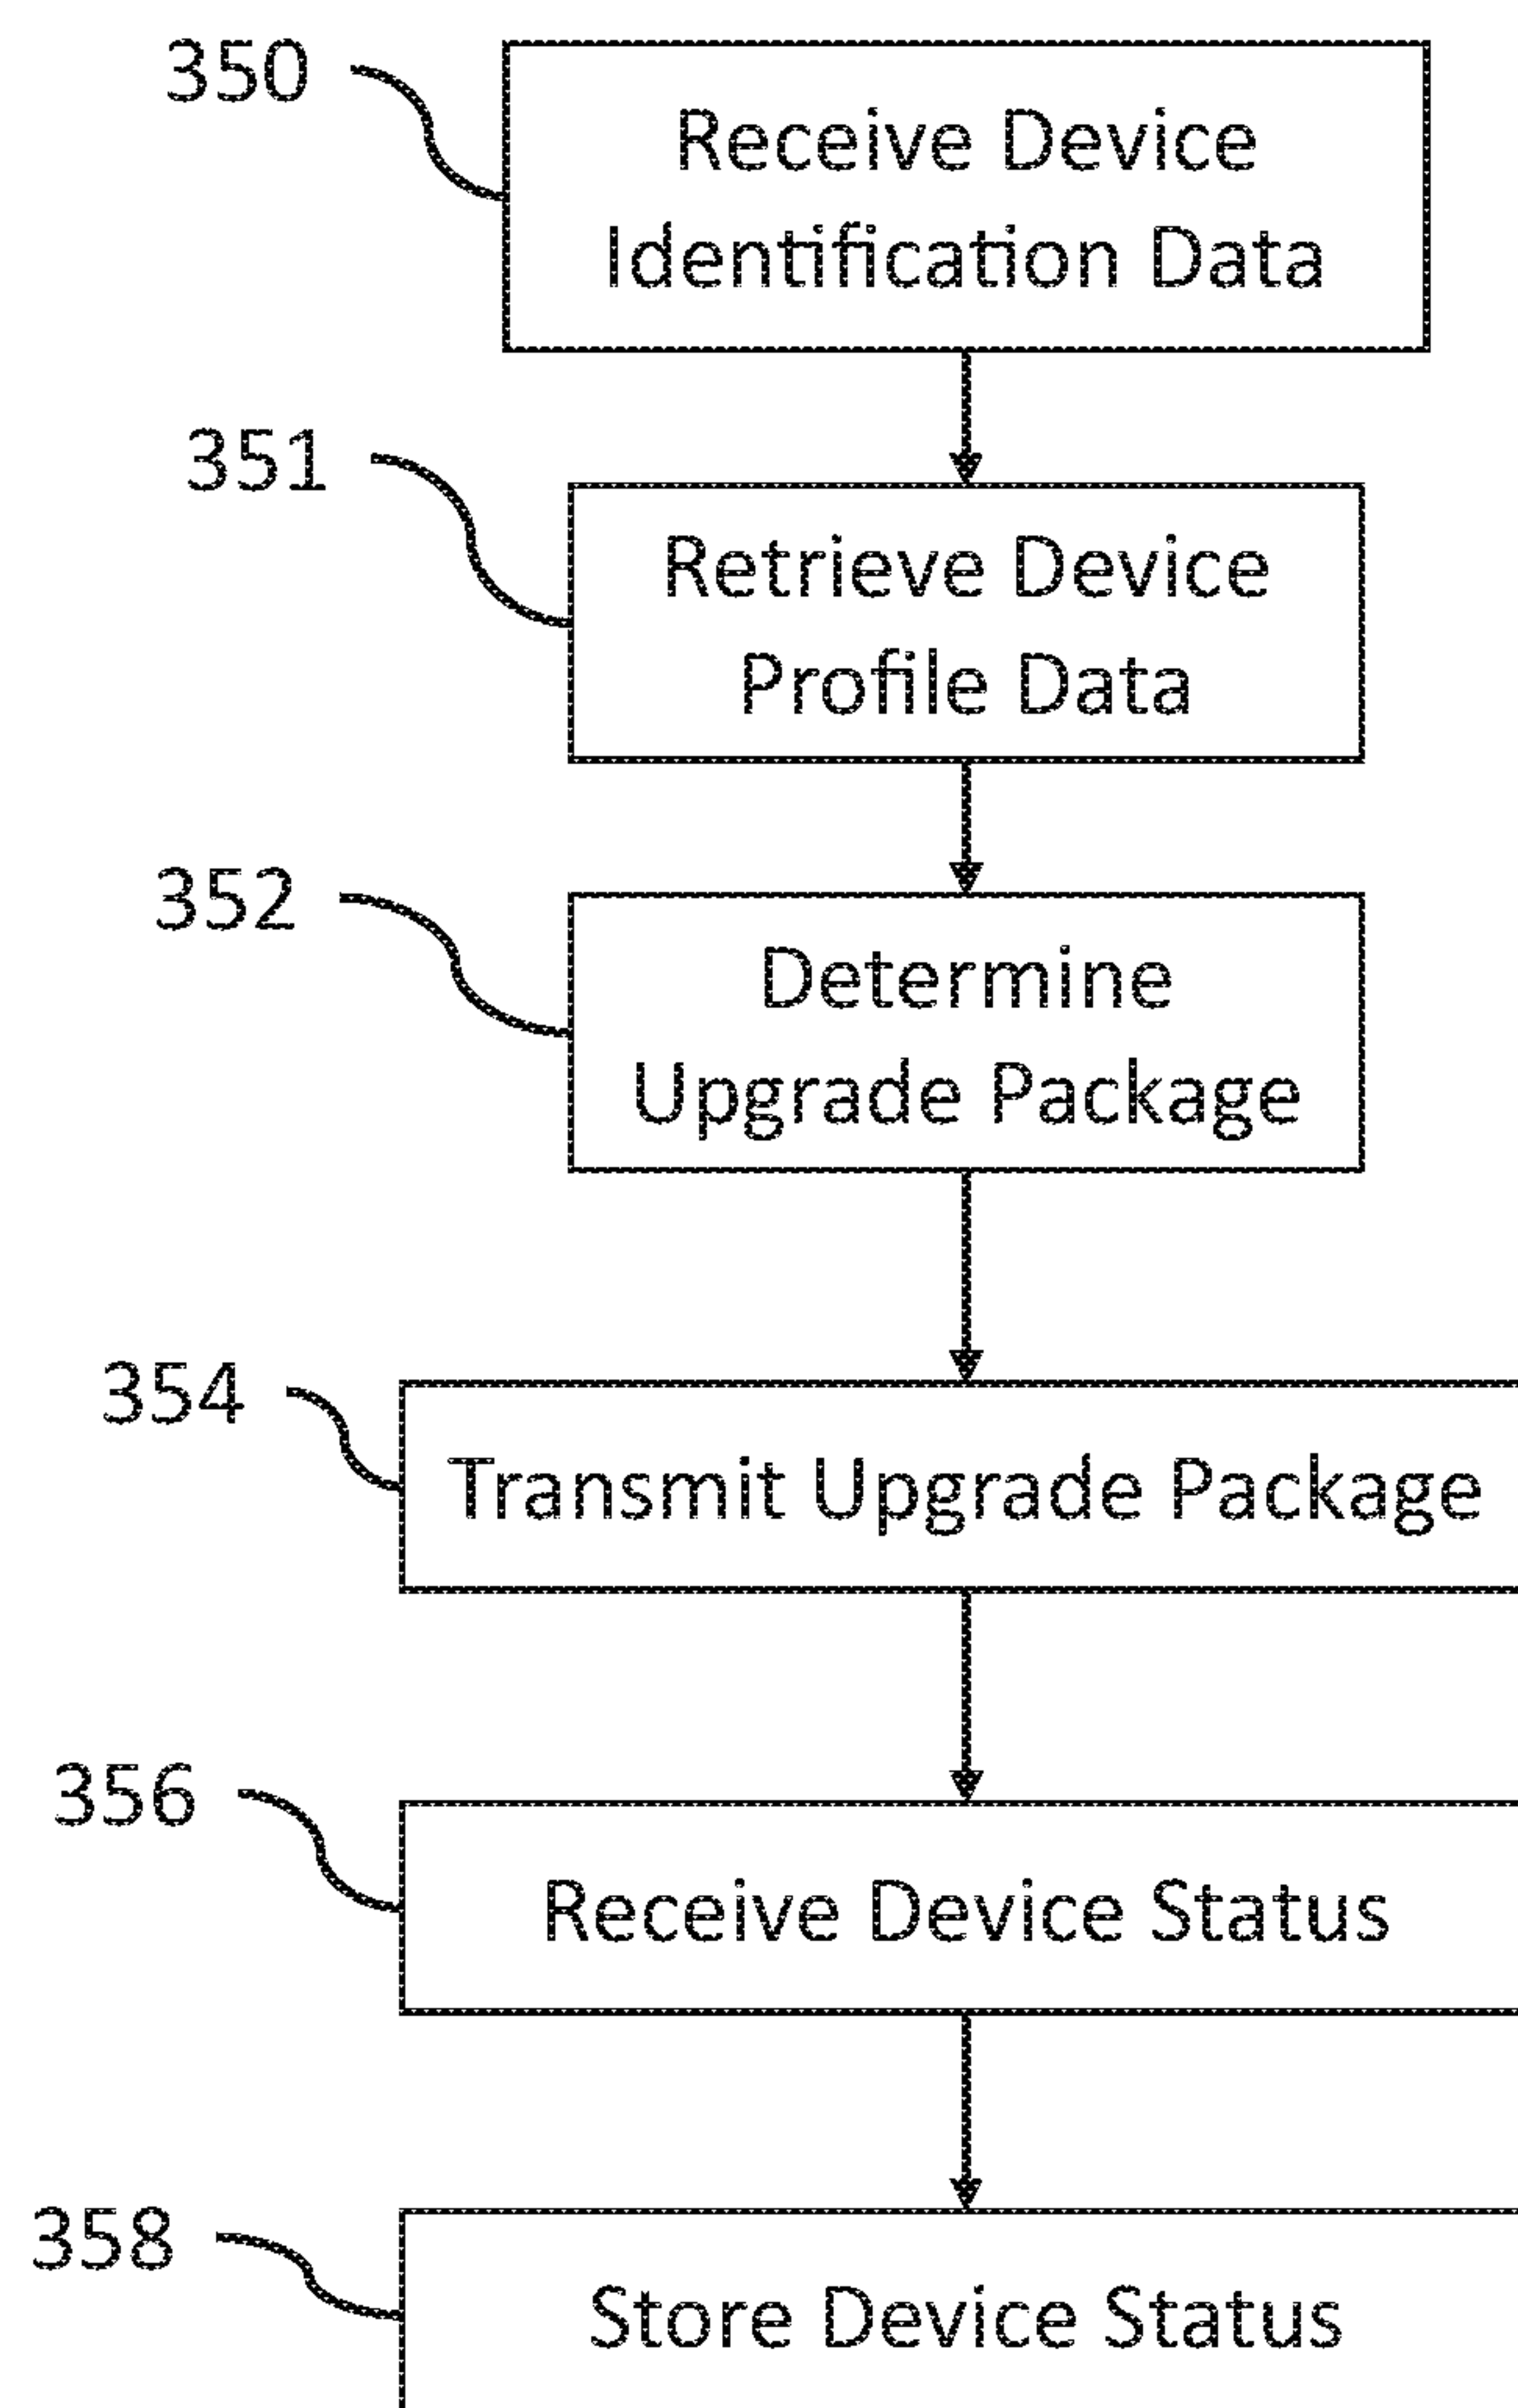 350
Receive Device
Identification Data
351
Retrieve Device
Profile Data
352
Determine
Upgrade Package
354
Transmit Upgrade Package
356
Receive Device Status
358
Store Device Status